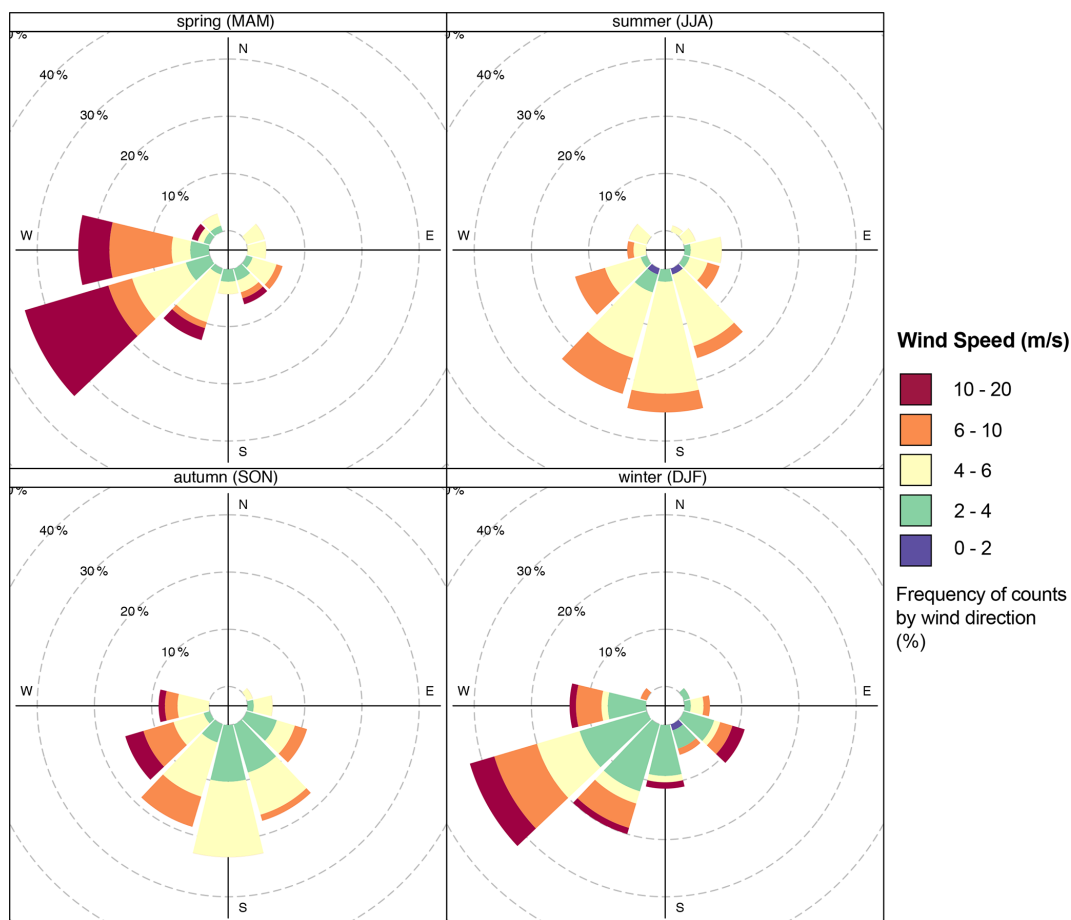 spring (MAM)
summer (JJA)
N
W
E
S
10 %
20 %
30 %
40 %
N
W
E
S
10 %
20 %
30 %
40 %
autumn (SON)
winter (DJF)
N
W
E
S
10 %
20 %
30 %
40 %
N
W
E
S
10 %
20 %
30 %
40 %
Wind Speed (m/s)
10 - 20
6 - 10
4 - 6
2 - 4
0 - 2
Frequency of counts
by wind direction
(%)